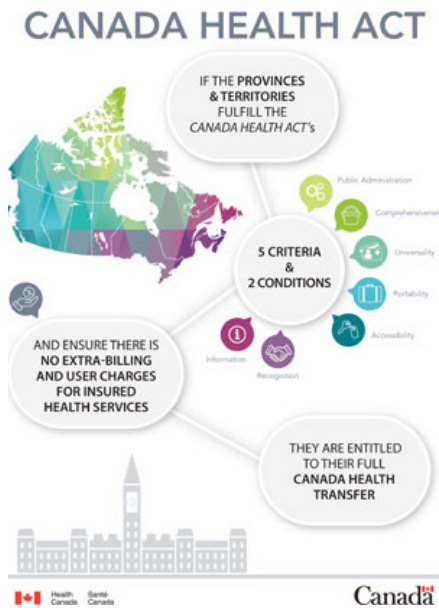 CANADA HEALTH ACT
IF THE PROVINCES
& TERRITORIES
FULFILL THE
CANADA HEALTH ACT's
5 CRITERIA
&
2 CONDITIONS
Public Administration
Comprehensiveness
Universality
Portability
Accessibility
Recognition
Information
AND ENSURE THERE IS
NO EXTRA-BILLING
AND USER CHARGES
FOR INSURED
HEALTH SERVICES
THEY ARE ENTITLED
TO THEIR FULL
CANADA HEALTH
TRANSFER
Health Santé
Canada Canada
Canada